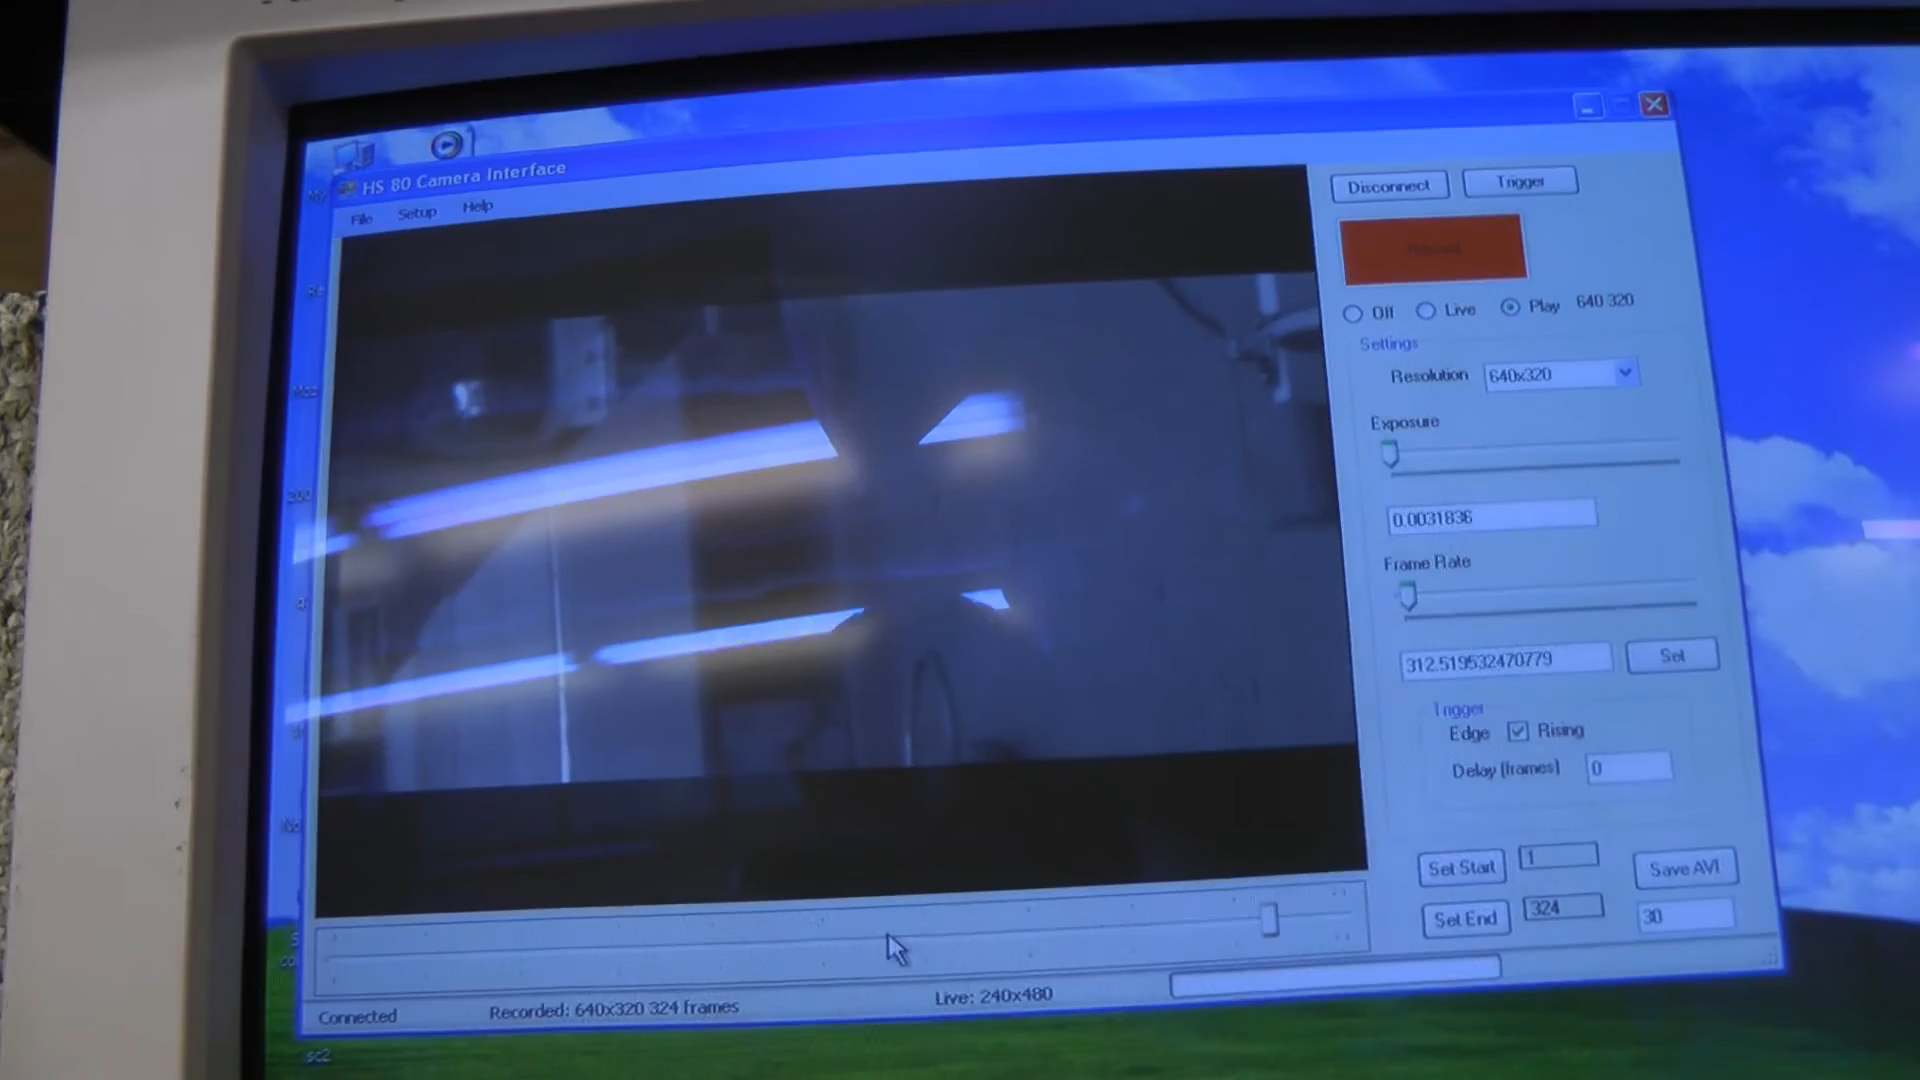 HS 80 Camera Interface
File Setup Help
Disconnect Trigger
Off Live Play 640 320
Settings
Resolution 640x320
Exposure
0.0031836
Frame Rate
312.519532470779 Set
Trigger
Edge Rising
Delay (frames) 0
Set Start 1 Save AVI
Set End 324 30
Connected Recorded: 640x320 324 frames Live: 240x480
sc2